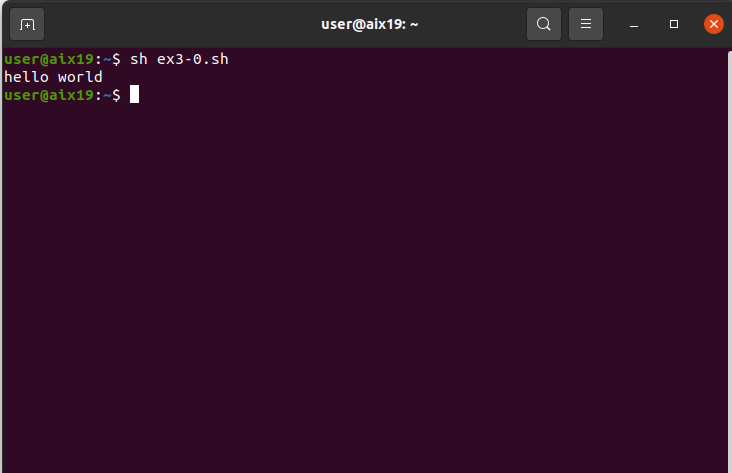 user@aix19: ~
user@aix19:~$ sh ex3-0.sh
hello world
user@aix19:~$